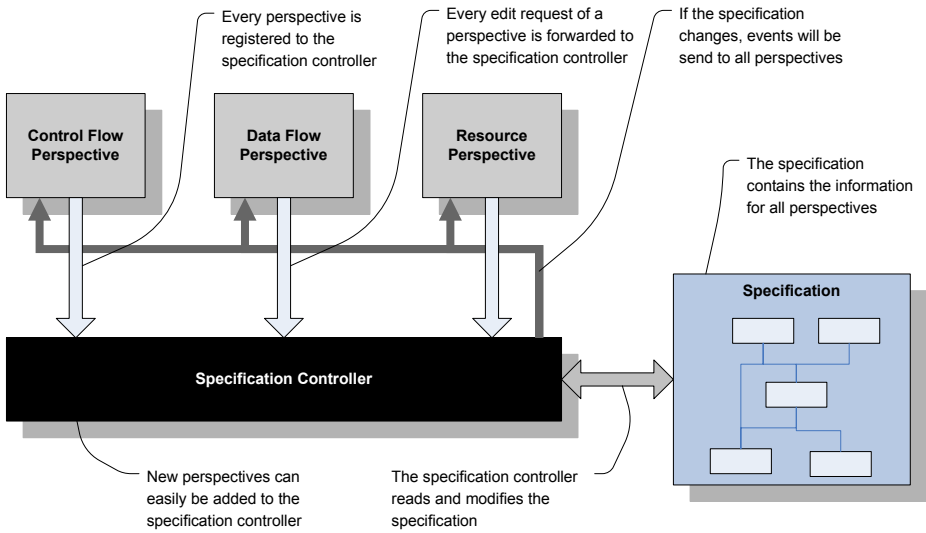 Every perspective is
registered to the
specification controller
Every edit request of a
perspective is forwarded to
the specification controller
If the specification
changes, events will be
send to all perspectives
Control Flow
Perspective
Data Flow
Perspective
Resource
Perspective
The specification
contains the information
for all perspectives
Specification
Specification Controller
New perspectives can
easily be added to the
specification controller
The specification controller
reads and modifies the
specification